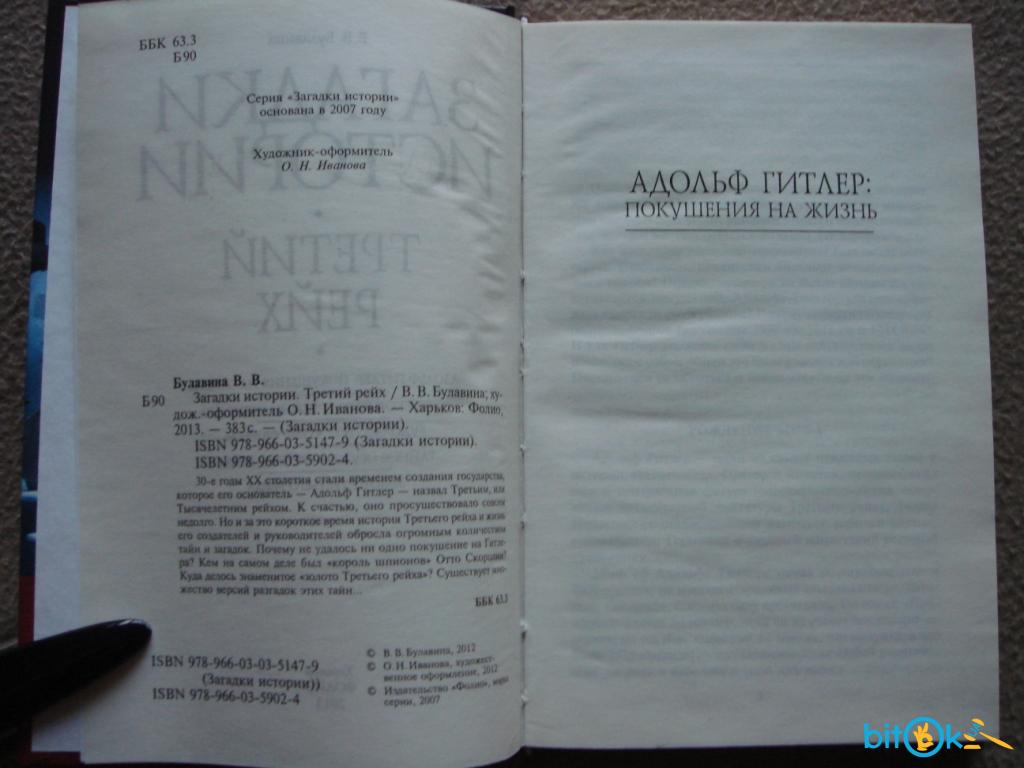 ББК 63.3
Б90
Серия «Загадки истории»
основана в 2007 году
Художник-оформитель
О. Н. Иванова
Булавина В. В.
Б90 Загадки истории. Третий рейх / В. В. Булавина; ху-
дож.-оформитель О. Н. Иванова. — Харьков: Фолио,
2013. — 383 с. — (Загадки истории).
ISBN 978-966-03-5147-9 (Загадки истории).
ISBN 978-966-03-5902-4.
30-е годы XX столетия стали временем создания государства,
которое его основатель — Адольф Гитлер — назвал Третьим, или
Тысячелетним рейхом. К счастью, оно просуществовало совсем
недолго. Но и за это короткое время история Третьего рейха и жизнь
его создателей и руководителей обросла огромным количеством
тайн и загадок. Почему не удалось ни одно покушение на Гитле-
ра? Кем на самом деле был «король шпионов» Отто Скорцени?
Куда делось знаменитое «золото Третьего рейха»? Существует мно-
жество версий разгадок этих тайн...
ББК 63.3
ISBN 978-966-03-03-5147-9
(Загадки истории))
ISBN 978-966-03-5902-4
© В. В. Булавина, 2012
© О. Н. Иванова, художест-
венное оформление, 2012
© Издательство «Фолио», марка
серии, 2007
АДОЛЬФ ГИТЛЕР:
ПОКУШЕНИЯ НА ЖИЗНЬ
ЗАГАДКИ
ИСТОРИИ
ТРЕТИЙ
РЕЙХ
bitOk